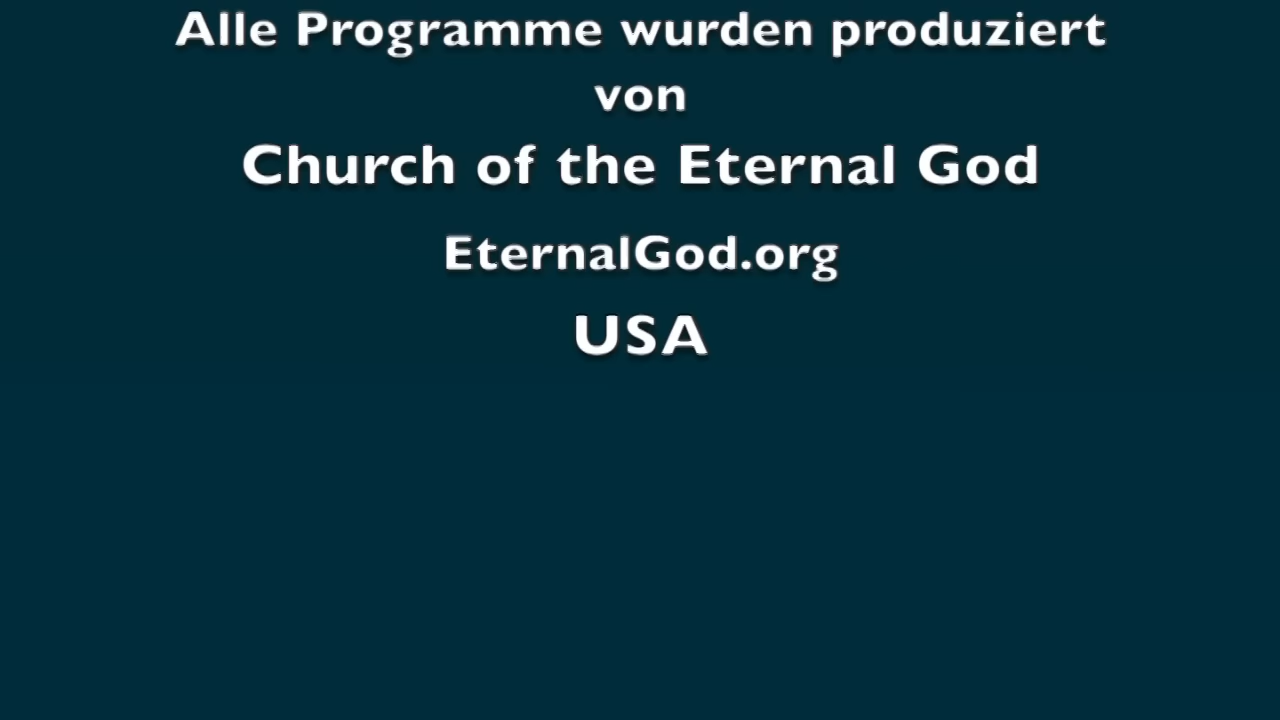 Alle Programme wurden produziert
von
Church of the Eternal God
EternalGod.org
USA